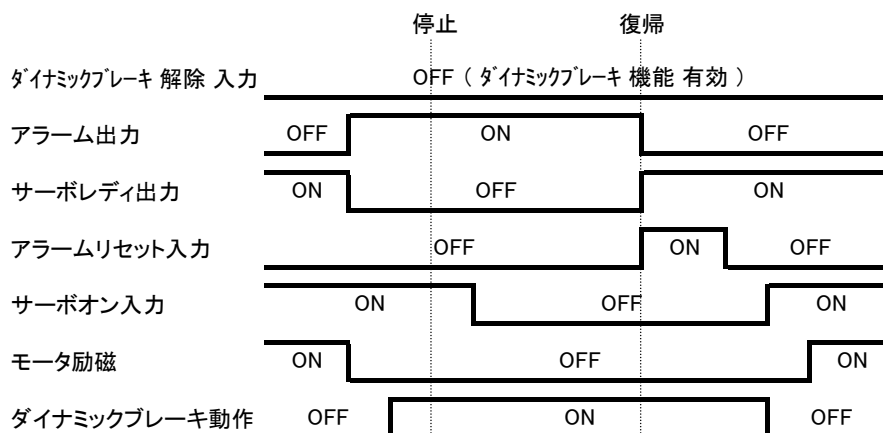 停止 復帰
ダイナミックブレーキ 解除 入力 OFF ( ダイナミックブレーキ 機能 有効 )
アラーム出力 OFF ON OFF
サーボレディ出力 ON OFF ON
アラームリセット入力 OFF ON OFF
サーボオン入力 ON OFF ON
モータ励磁 ON OFF ON
ダイナミックブレーキ動作 OFF ON OFF